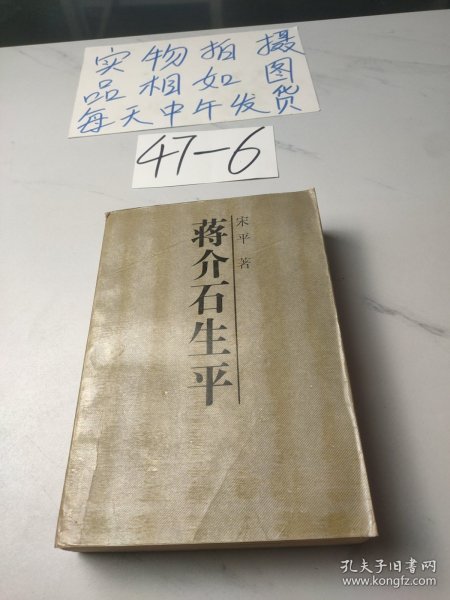 实物拍摄
品相如图
每天中午发货
47-6
宋平 著
蒋介石生平
孔夫子旧书网
www.kongfz.com